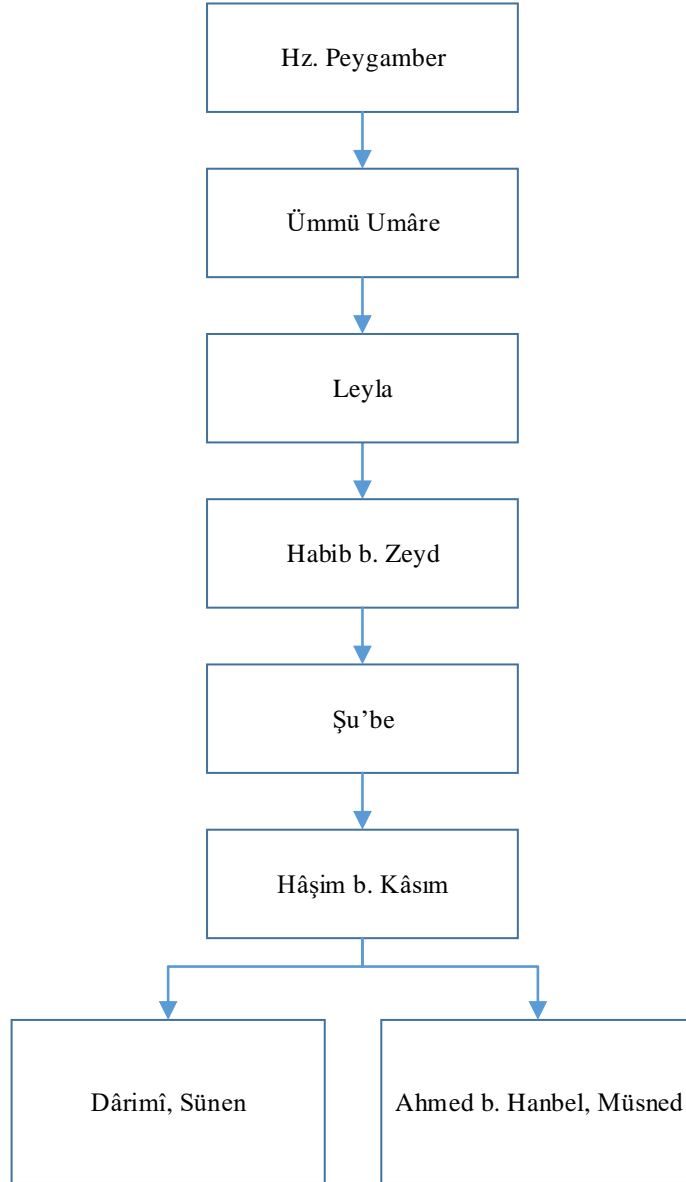 Hz. Peygamber
Ümmü Umâre
Leyla
Habib b. Zeyd
Şu’be
Hâşim b. Kâsım
Dârimî, Sünen
Ahmed b. Hanbel, Müsned